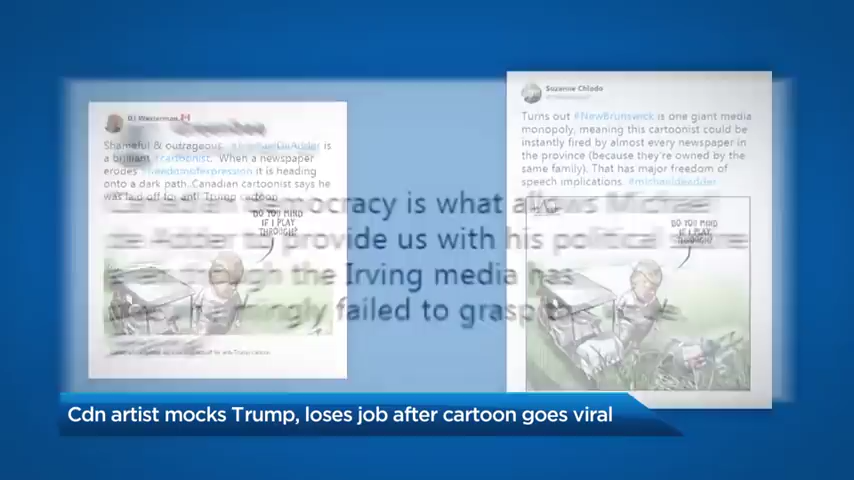 Shameful & outrageous.
is
a brilliant #cartoonist. When a newspaper
erodes #freedomofexpression it is heading
onto a dark path..Canadian cartoonist says he
was laid off for anti Trump cartoon
DO YOU MIND
IF I PLAY
THROUGH?
Suzanne Chiodo
Turns out #NewBrunswick is one giant media
monopoly, meaning this cartoonist could be
instantly fired by almost every newspaper in
the province (because they're owned by the
same family). That has major freedom of
speech implications. #michaeldeadder
DO YOU MIND
IF I PLAY
THROUGH?
Canadian democracy is what allows Michael
de Adder to provide us with his political
even though the Irving media has
failed to grasp
Cdn artist mocks Trump, loses job after cartoon goes viral